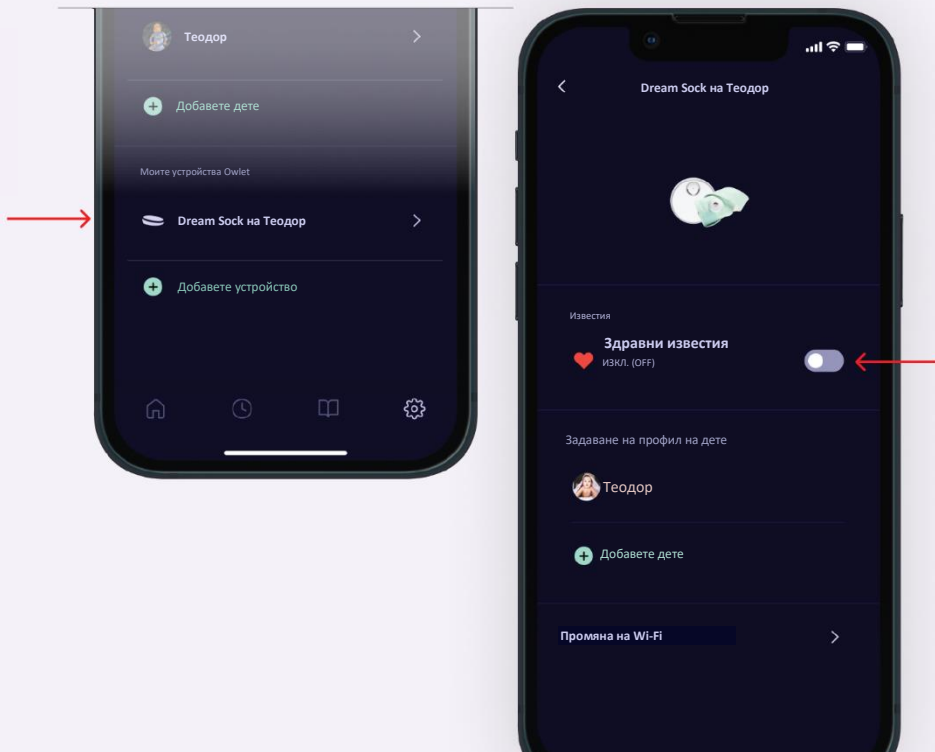 Теодор
Добавете дете
Моите устройства Owlet
Dream Sock на Теодор
Добавете устройство
Dream Sock на Теодор
Известия
Здравни известия
ИЗКЛ. (OFF)
Задаване на профил на дете
Теодор
Добавете дете
Промяна на Wi-Fi